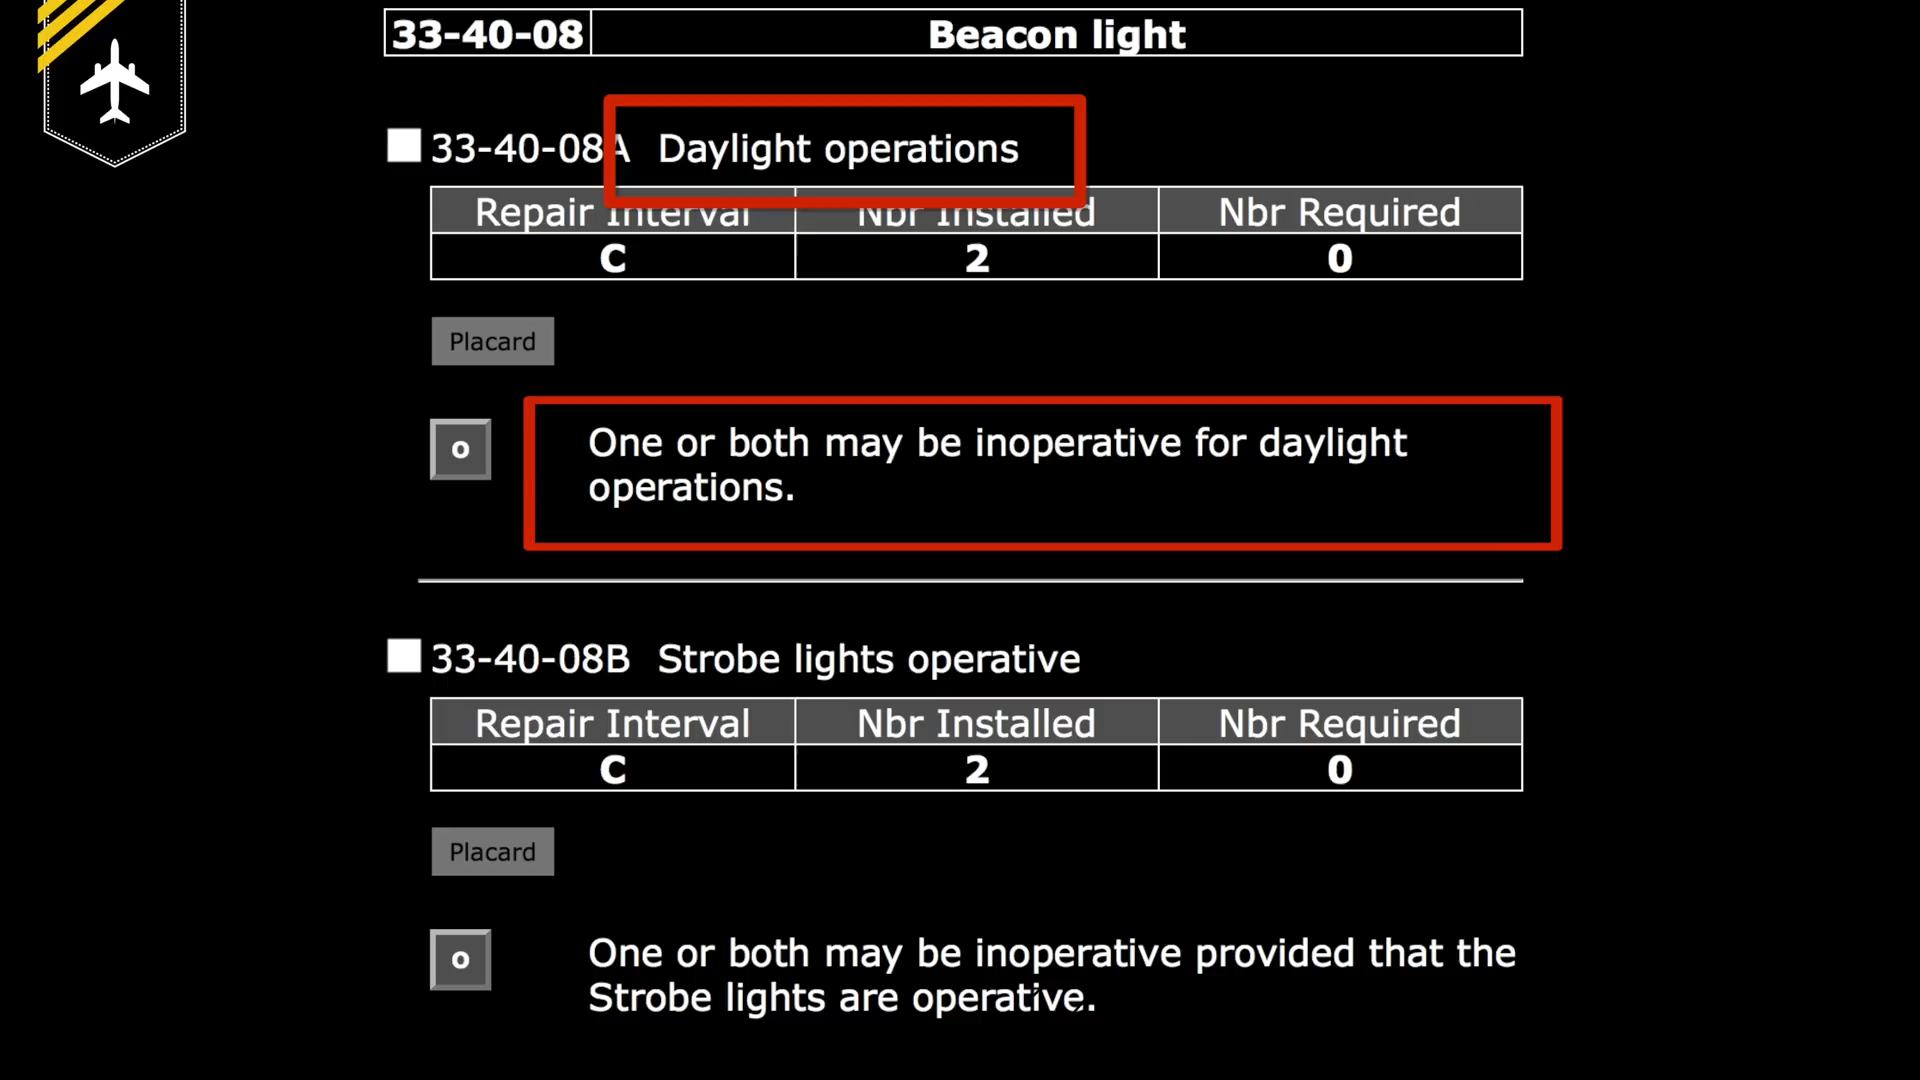 33-40-08 Beacon light
33-40-08A Daylight operations
Repair Interval Nbr Installed Nbr Required
C 2 0
Placard
o One or both may be inoperative for daylight
operations.
33-40-08B Strobe lights operative
Repair Interval Nbr Installed Nbr Required
C 2 0
Placard
o One or both may be inoperative provided that the
Strobe lights are operative.